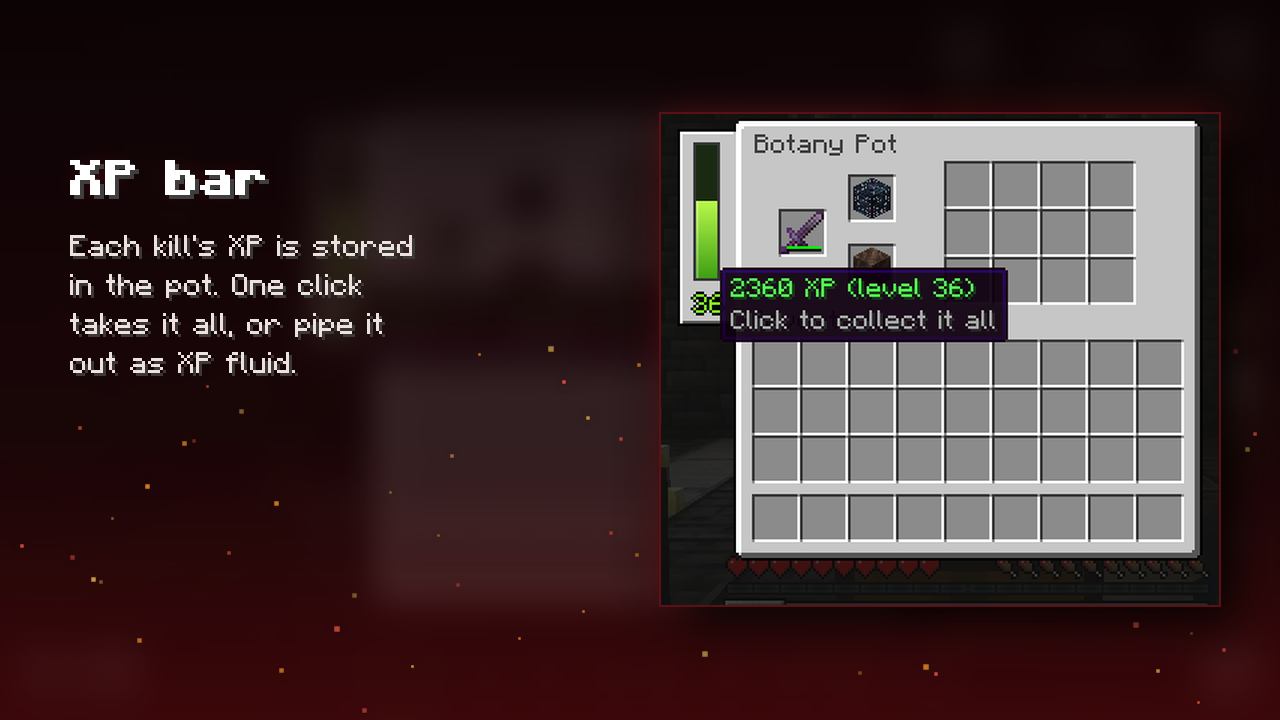 XP bar
Each kill's XP is stored
in the pot. One click
takes it all, or pipe it
out as XP fluid.
Botany Pot
36
2360 XP (level 36)
Click to collect it all